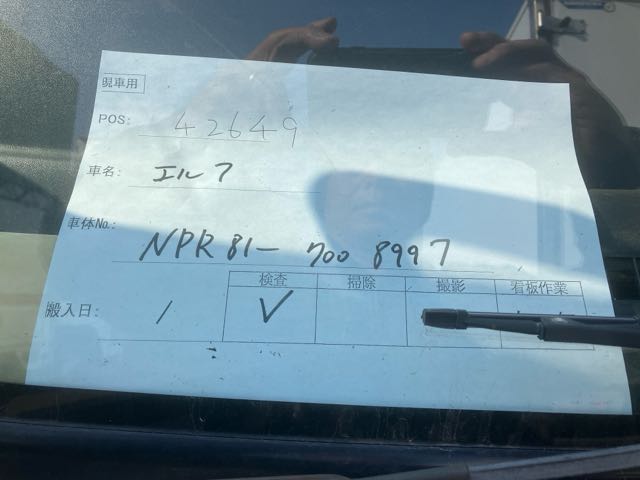 現車用
POS: 42649
車名: エルフ
車体No.: NPR81-7008997
検査 掃除 撮影 看板作業
搬入日: / ✓